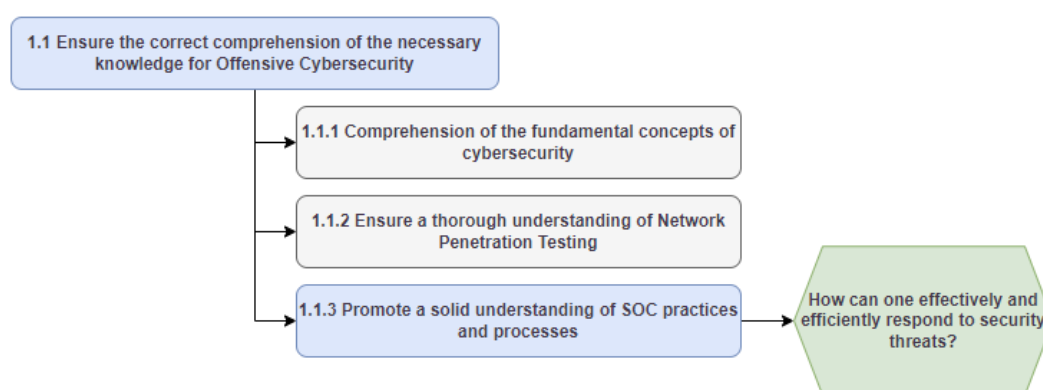 1.1 Ensure the correct comprehension of the necessary
knowledge for Offensive Cybersecurity
1.1.1 Comprehension of the fundamental concepts of
cybersecurity
1.1.2 Ensure a thorough understanding of Network
Penetration Testing
1.1.3 Promote a solid understanding of SOC practices
and processes
How can one effectively and
efficiently respond to security
threats?